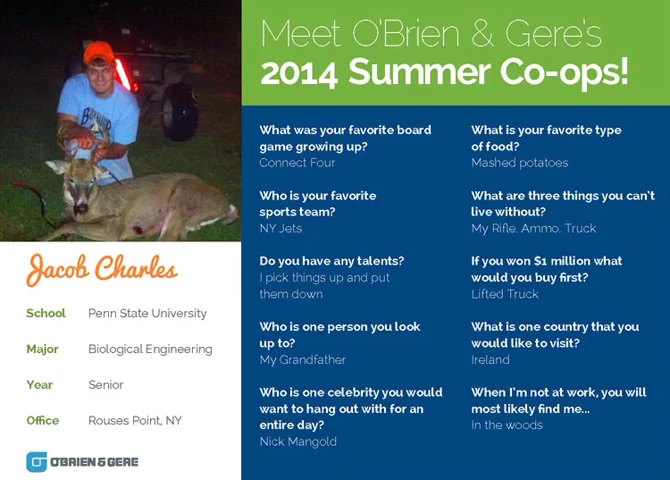 Meet O'Brien & Gere's
2014 Summer Co-ops!
Jacob Charles
School Penn State University
Major Biological Engineering
Year Senior
Office Rouses Point, NY
O'BRIEN & GERE
What was your favorite board
game growing up?
Connect Four
Who is your favorite
sports team?
NY Jets
Do you have any talents?
I pick things up and put
them down
Who is one person you look
up to?
My Grandfather
Who is one celebrity you would
want to hang out with for an
entire day?
Nick Mangold
What is your favorite type
of food?
Mashed potatoes
What are three things you can't
live without?
My Rifle, Ammo, Truck
If you won $1 million what
would you buy first?
Lifted Truck
What is one country that you
would like to visit?
Ireland
When I'm not at work, you will
most likely find me...
In the woods